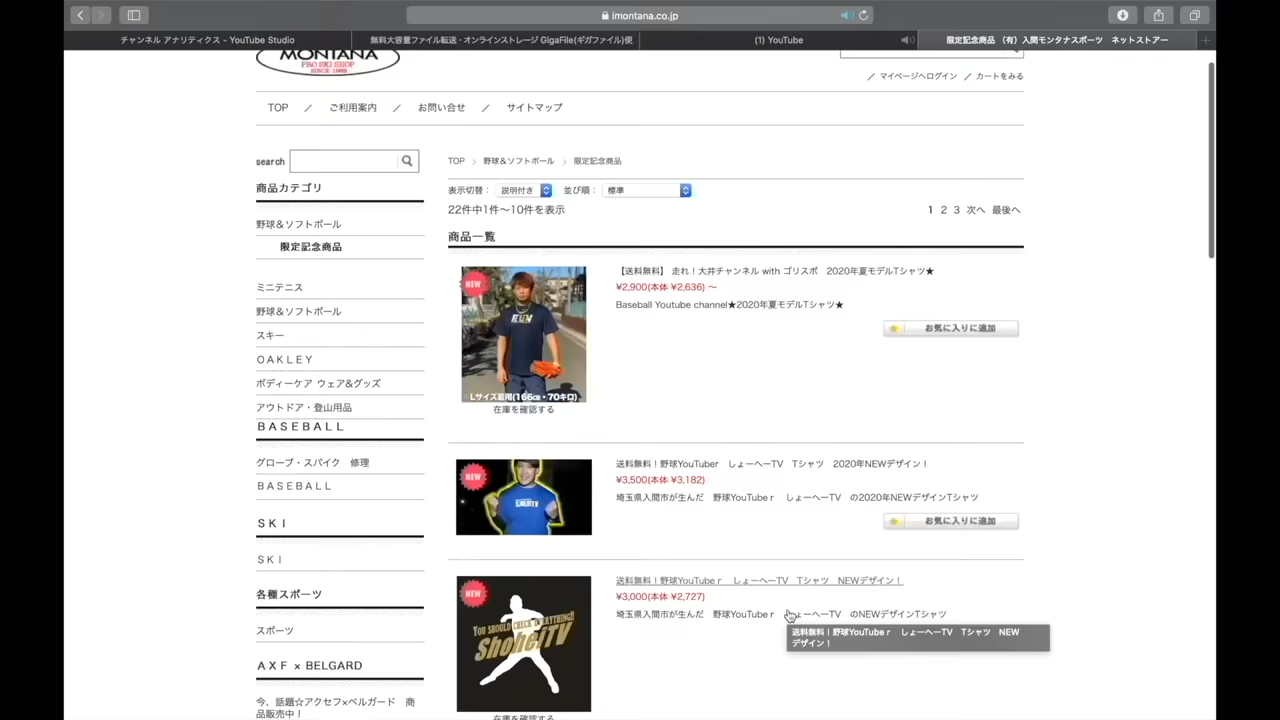 imontana.co.jp
チャンネル アナリティクス - YouTube Studio
無料大容量ファイル転送・オンラインストレージ GigaFile(ギガファイル)便
(1) YouTube
限定記念商品 （有）入間モンタナスポーツ　ネットストアー
MONTANA
PRO SKI SHOP
／ マイページへログイン ／ カートをみる
TOP ／ ご利用案内 ／ お問い合せ ／ サイトマップ
search
商品カテゴリ
野球＆ソフトボール
限定記念商品
ミニテニス
野球＆ソフトボール
スキー
ＯＡＫＬＥＹ
ボディーケア ウェア&グッズ
アウトドア・登山用品
ＢＡＳＥＢＡＬＬ
グローブ・スパイク　修理
ＢＡＳＥＢＡＬＬ
ＳＫＩ
ＳＫＩ
各種スポーツ
スポーツ
ＡＸＦ × BELGARD
今、話題☆アクセフ×ベルガード　商
品販売中！
TOP > 野球＆ソフトボール > 限定記念商品
表示切替： 説明付き 並び順： 標準
22件中1件〜10件を表示
1 2 3 次へ 最後へ
商品一覧
NEW
Lサイズ着用(166㎝・70キロ)
在庫を確認する
【送料無料】 走れ！大井チャンネル with ゴリスポ　2020年夏モデルTシャツ★
¥2,900(本体 ¥2,636) 〜
Baseball Youtube channel★2020年夏モデルTシャツ★
お気に入りに追加
NEW
送料無料！野球YouTuber　しょーへーTV　Tシャツ　2020年NEWデザイン！
¥3,500(本体 ¥3,182)
埼玉県入間市が生んだ　野球YouTubeｒ　しょーへーTV　の2020年NEWデザインTシャツ
お気に入りに追加
NEW
YOU SHOULD CHECK EVERYTHING!!
ShoheiTV
在庫を確認する
送料無料！野球YouTubeｒ　しょーへーTV　Tシャツ　NEWデザイン！
¥3,000(本体 ¥2,727)
埼玉県入間市が生んだ　野球YouTubeｒ　しょーへーTV　のNEWデザインTシャツ
送料無料！野球YouTubeｒ　しょーへーTV　Tシャツ　NEW
デザイン！